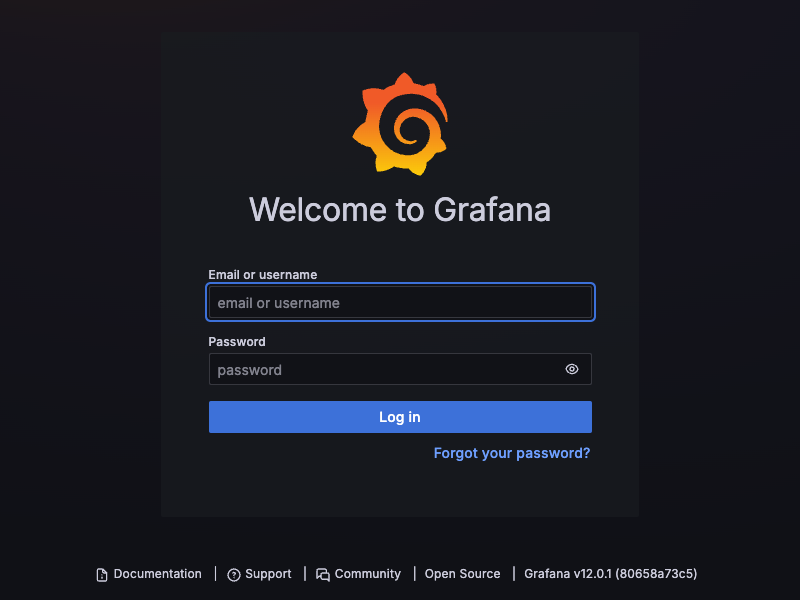 Welcome to Grafana
Email or username
email or username
Password
password
Log in
Forgot your password?
Documentation | Support | Community | Open Source | Grafana v12.0.1 (80658a73c5)